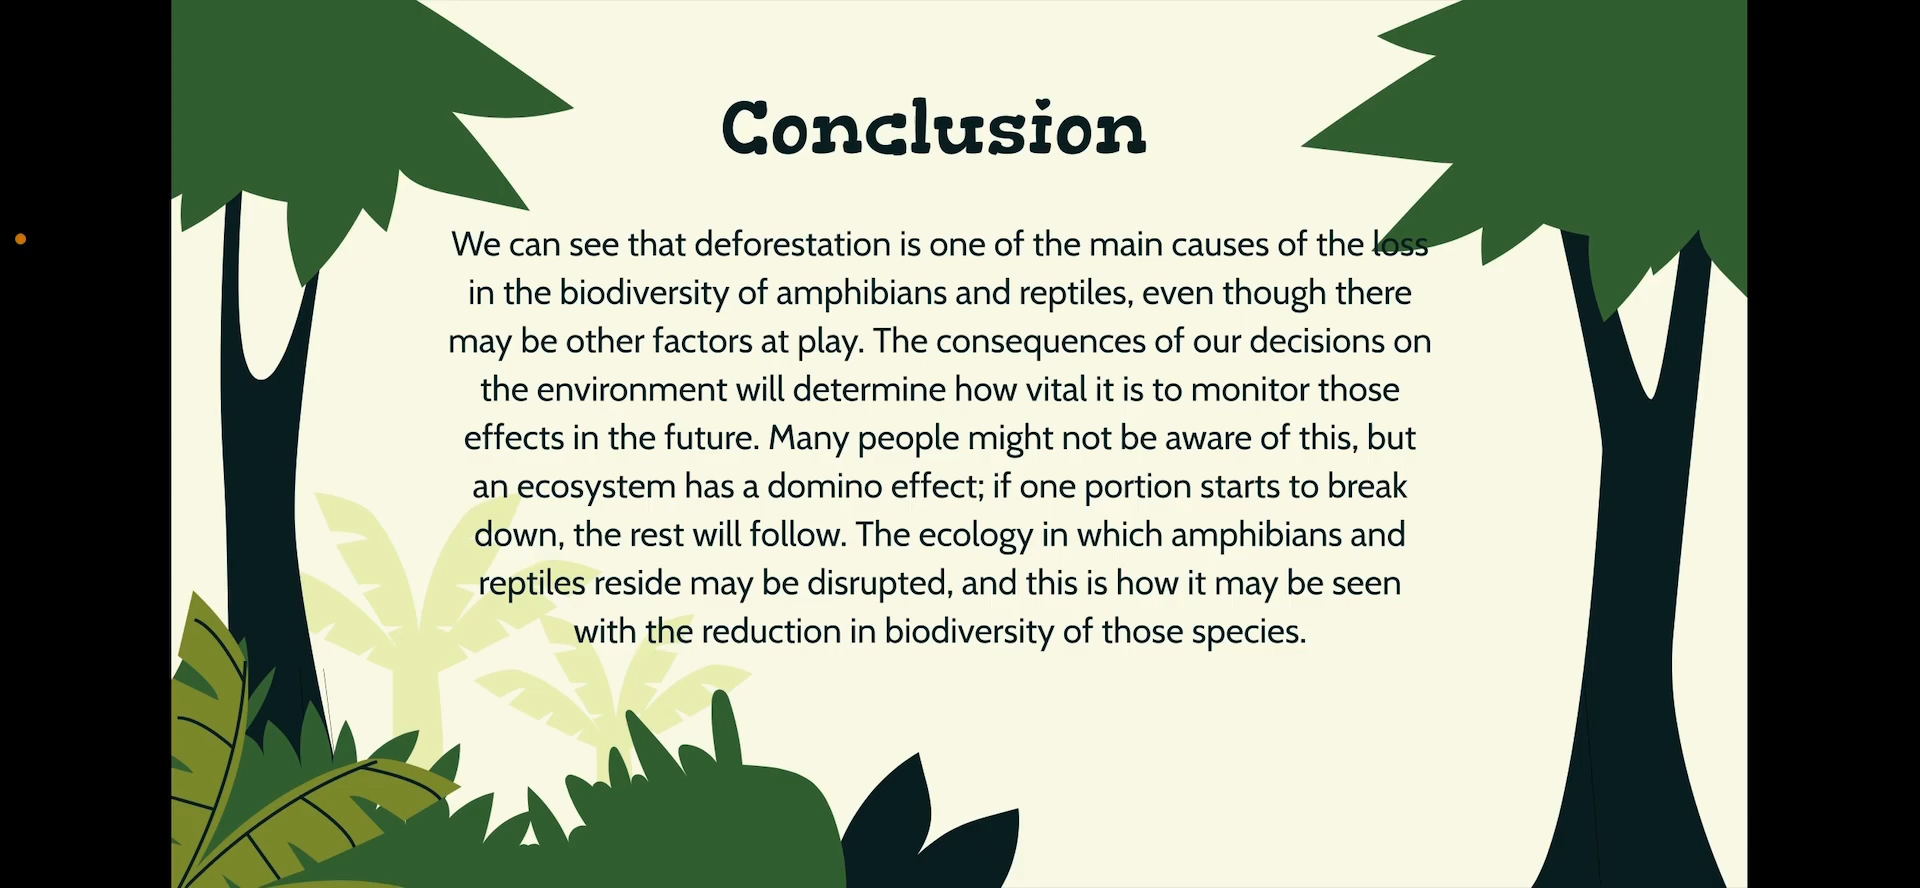 Conclusion
We can see that deforestation is one of the main causes of the loss
in the biodiversity of amphibians and reptiles, even though there
may be other factors at play. The consequences of our decisions on
the environment will determine how vital it is to monitor those
effects in the future. Many people might not be aware of this, but
an ecosystem has a domino effect; if one portion starts to break
down, the rest will follow. The ecology in which amphibians and
reptiles reside may be disrupted, and this is how it may be seen
with the reduction in biodiversity of those species.